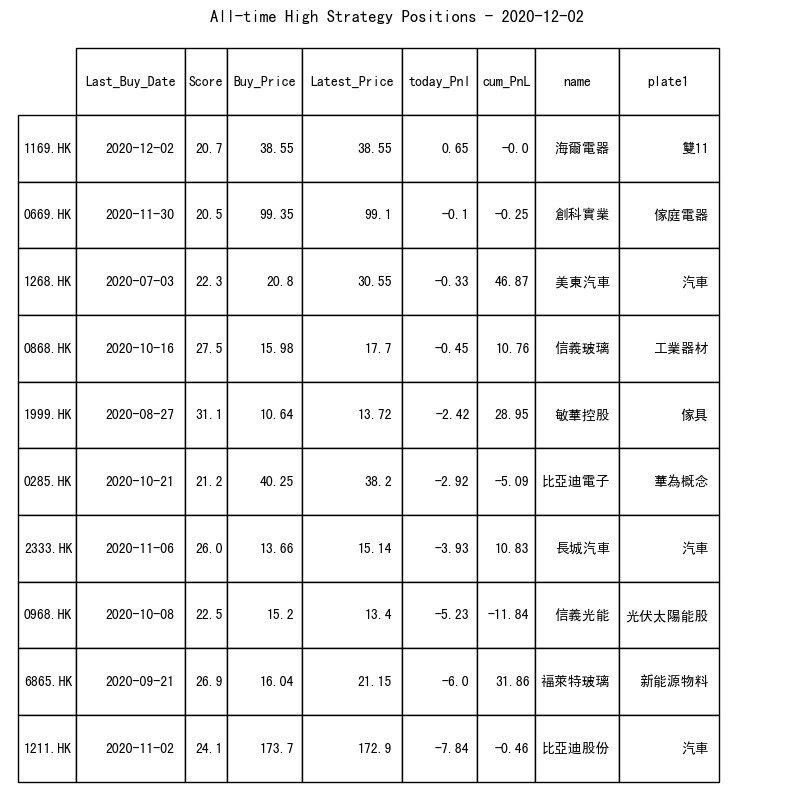 All-time High Strategy Positions - 2020-12-02
Last_Buy_Date Score Buy_Price Latest_Price today_Pnl cum_PnL name plate1
1169.HK 2020-12-02 20.7 38.55 38.55 0.65 -0.0 海爾電器 雙11
0669.HK 2020-11-30 20.5 99.35 99.1 -0.1 -0.25 創科實業 傢庭電器
1268.HK 2020-07-03 22.3 20.8 30.55 -0.33 46.87 美東汽車 汽車
0868.HK 2020-10-16 27.5 15.98 17.7 -0.45 10.76 信義玻璃 工業器材
1999.HK 2020-08-27 31.1 10.64 13.72 -2.42 28.95 敏華控股 傢具
0285.HK 2020-10-21 21.2 40.25 38.2 -2.92 -5.09 比亞迪電子 華為概念
2333.HK 2020-11-06 26.0 13.66 15.14 -3.93 10.83 長城汽車 汽車
0968.HK 2020-10-08 22.5 15.2 13.4 -5.23 -11.84 信義光能 光伏太陽能股
6865.HK 2020-09-21 26.9 16.04 21.15 -6.0 31.86 福萊特玻璃 新能源物料
1211.HK 2020-11-02 24.1 173.7 172.9 -7.84 -0.46 比亞迪股份 汽車